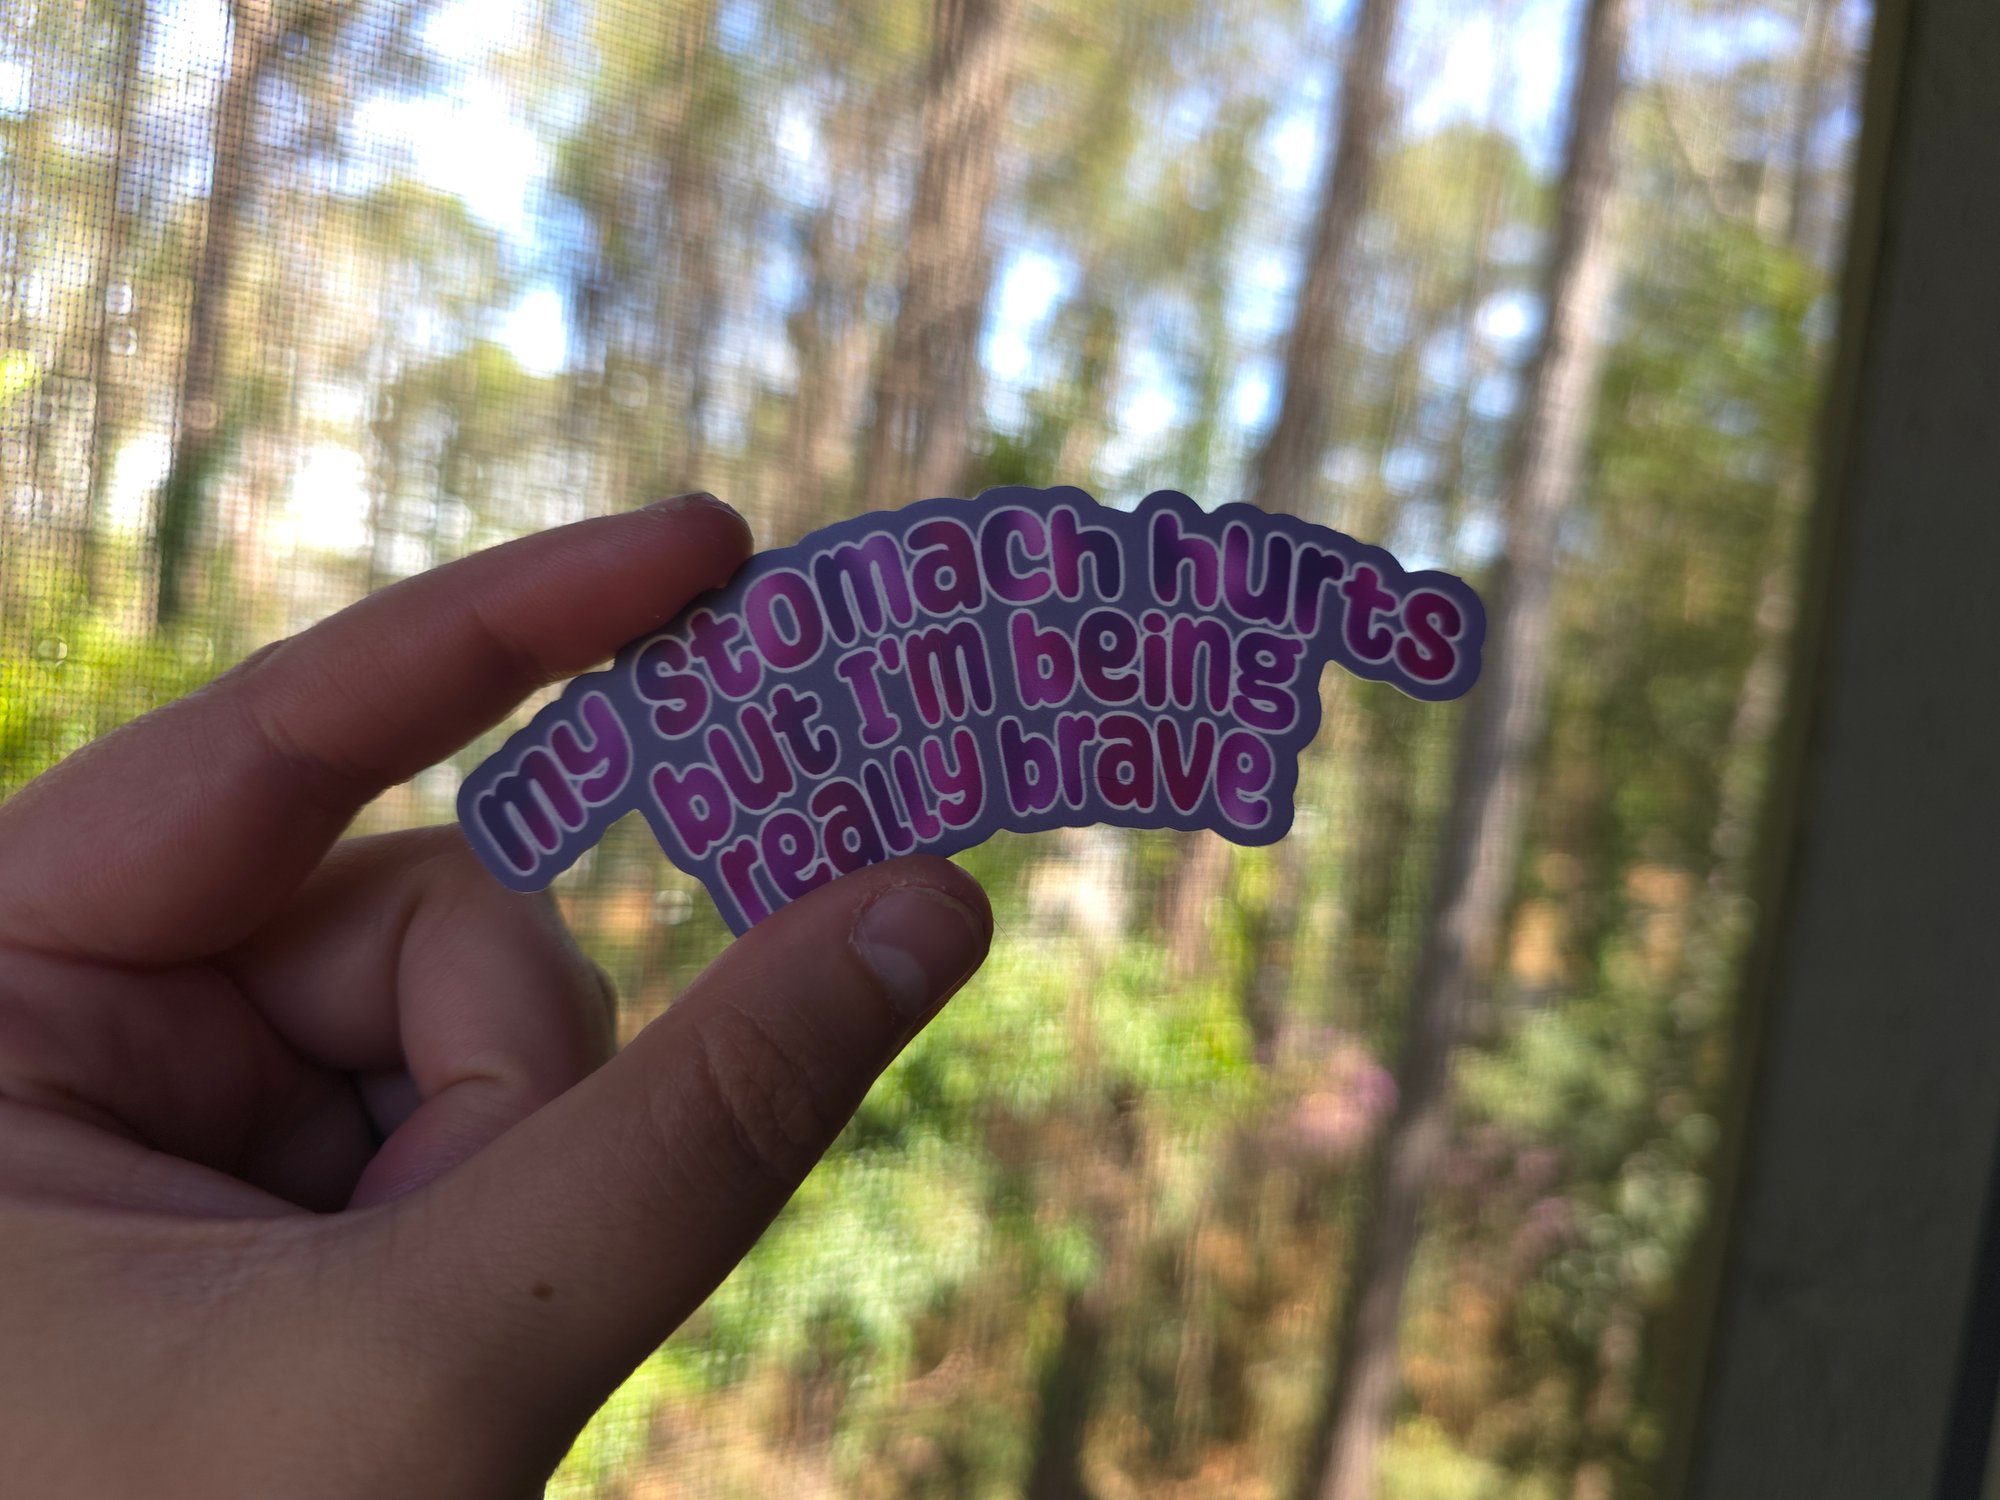 my stomach hurts
but I'm being
really brave